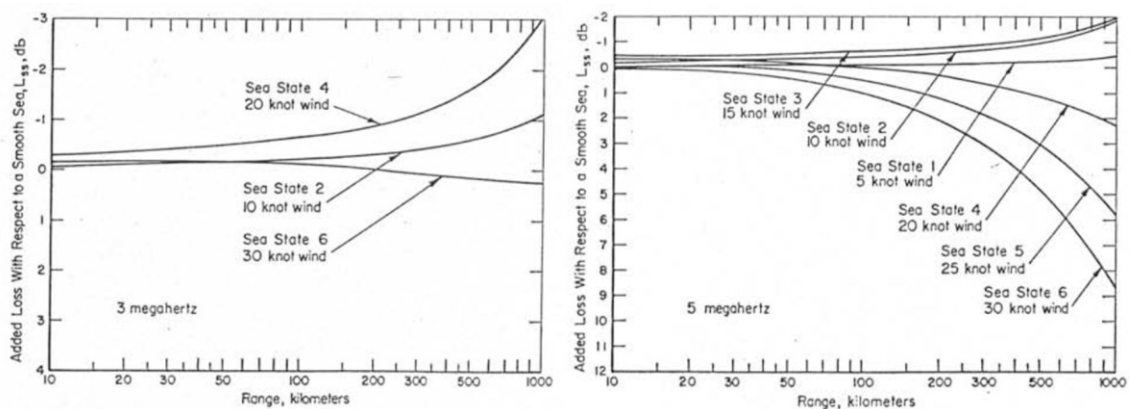 Added Loss With Respect to a Smooth Sea, Lss, db
-3
-2
-1
0
1
2
3
4
Sea State 4
20 knot wind
Sea State 2
10 knot wind
Sea State 6
30 knot wind
3 megahertz
10 20 30 50 100 200 300 500 1000
Range, kilometers
Added Loss With Respect to a Smooth Sea, Lss, db
-2
-1
0
1
2
3
4
5
6
7
8
9
10
11
12
Sea State 3
15 knot wind
Sea State 2
10 knot wind
Sea State 1
5 knot wind
Sea State 4
20 knot wind
Sea State 5
25 knot wind
Sea State 6
30 knot wind
5 megahertz
10 20 30 50 100 200 300 500 1000
Range, kilometers